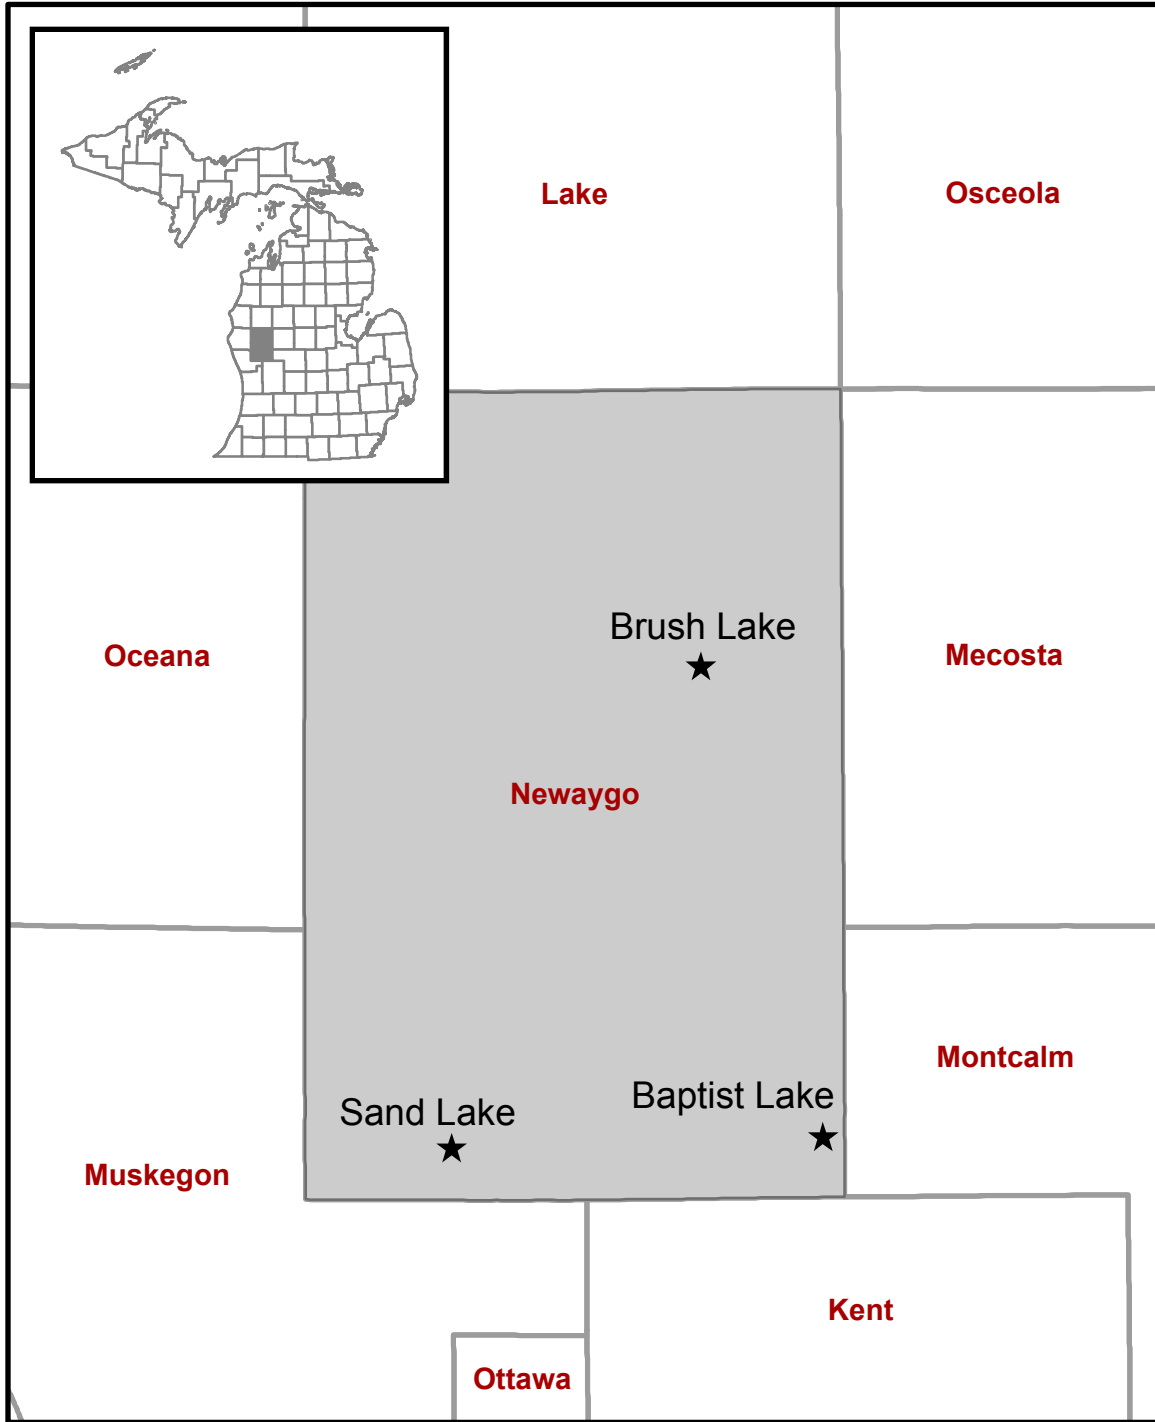 Lake
Osceola
Brush Lake
Oceana
Mecosta
Newaygo
Montcalm
Baptist Lake
Sand Lake
Muskegon
Kent
Ottawa